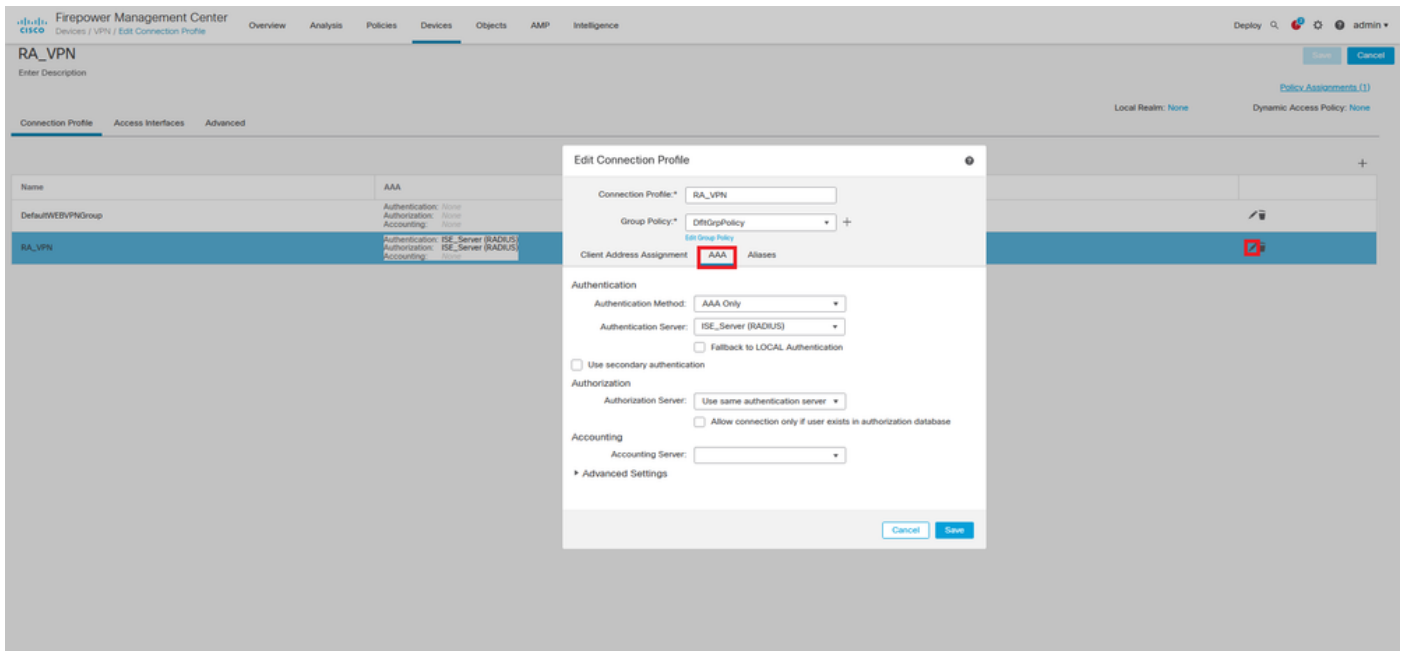 Firepower Management Center
CISCO Devices / VPN / Edit Connection Profile
Overview Analysis Policies Devices Objects AMP Intelligence
Deploy admin
RA_VPN
Save Cancel
Enter Description
Policy Assignments (1)
Local Realm: None Dynamic Access Policy: None
Connection Profile Access Interfaces Advanced
Name AAA
DefaultWEBVPNGroup
Authentication: None
Authorization: None
Accounting: None
RA_VPN
Authentication: ISE_Server (RADIUS)
Authorization: ISE_Server (RADIUS)
Accounting: None
Edit Connection Profile
Connection Profile:* RA_VPN
Group Policy:* DfltGrpPolicy
Edit Group Policy
Client Address Assignment AAA Aliases
Authentication
Authentication Method: AAA Only
Authentication Server: ISE_Server (RADIUS)
Fallback to LOCAL Authentication
Use secondary authentication
Authorization
Authorization Server: Use same authentication server
Allow connection only if user exists in authorization database
Accounting
Accounting Server:
Advanced Settings
Cancel Save